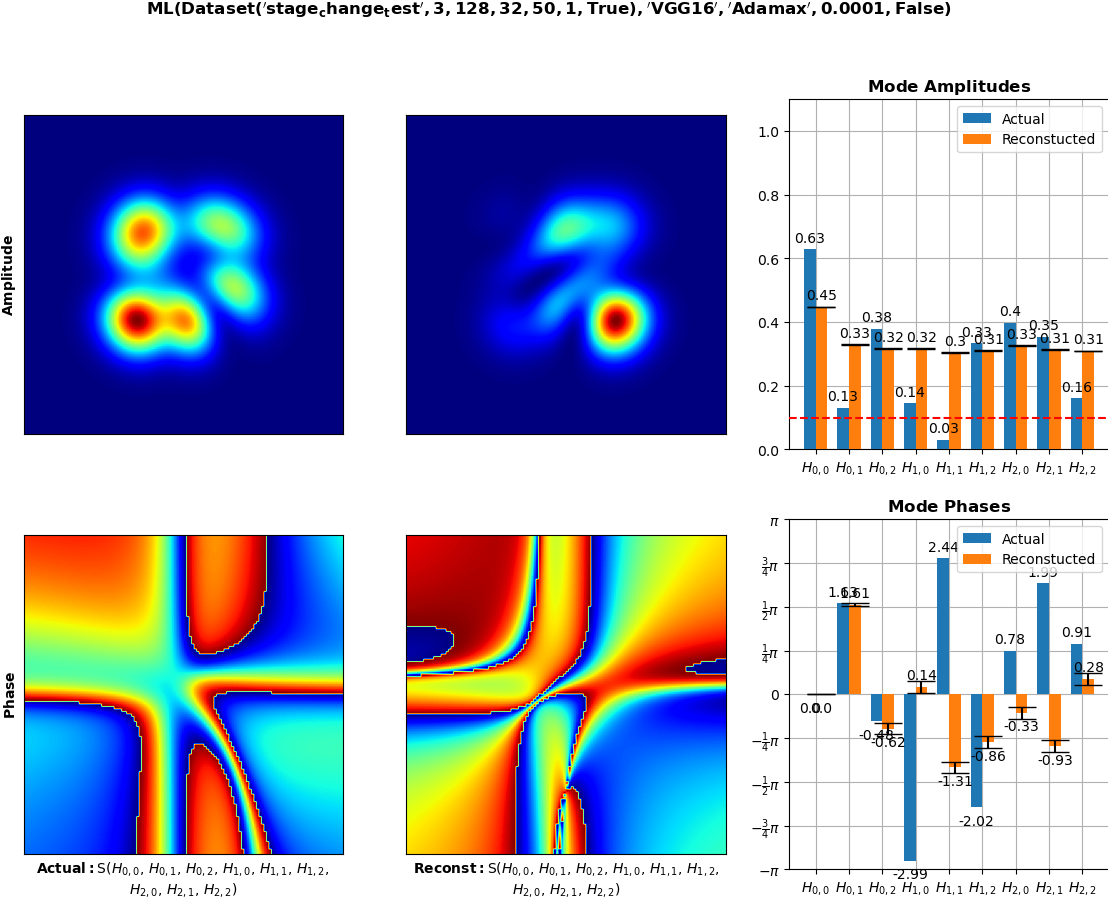 ML(Dataset('stage_change_test', 3, 128, 32, 50, 1, True), 'VGG16', 'Adamax', 0.0001, False)
Amplitude
Mode Amplitudes
Actual
Reconstucted
1.0
0.8
0.6
0.4
0.2
0.0
0.63
0.45
0.13
0.33
0.38
0.32
0.14
0.32
0.03
0.3
0.33
0.31
0.4
0.33
0.35
0.31
0.16
0.31
H0,0 H0,1 H0,2 H1,0 H1,1 H1,2 H2,0 H2,1 H2,2
Phase
Actual: S(H0,0, H0,1, H0,2, H1,0, H1,1, H1,2,
H2,0, H2,1, H2,2)
Reconst: S(H0,0, H0,1, H0,2, H1,0, H1,1, H1,2,
H2,0, H2,1, H2,2)
Mode Phases
Actual
Reconstucted
π
3/4π
1/2π
1/4π
0
−1/4π
−1/2π
−3/4π
−π
0.0
0.0
1.63
1.61
-0.48
-0.62
-2.99
0.14
2.44
-1.31
-2.02
-0.86
0.78
-0.33
1.99
-0.93
0.91
0.28
H0,0 H0,1 H0,2 H1,0 H1,1 H1,2 H2,0 H2,1 H2,2